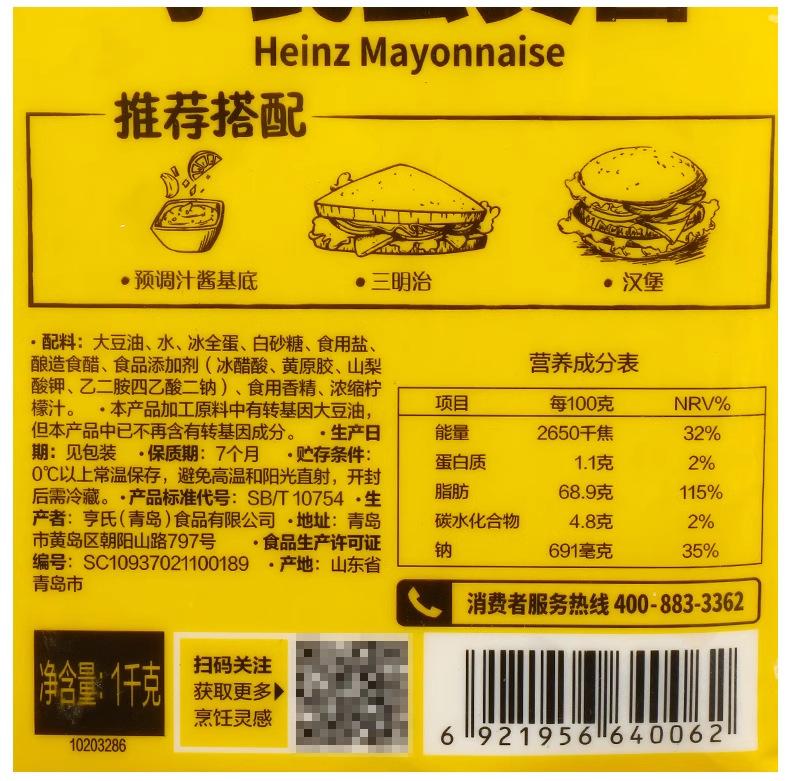 Heinz Mayonnaise
推荐搭配
•预调汁酱基底
•三明治
•汉堡
•配料：大豆油、水、冰全蛋、白砂糖、食用盐、
酿造食醋、食品添加剂（冰醋酸、黄原胶、山梨
酸钾、乙二胺四乙酸二钠）、食用香精、浓缩柠
檬汁。 •本产品加工原料中有转基因大豆油，
但本产品中已不再含有转基因成分。 •生产日
期：见包装 •保质期：7个月 •贮存条件：
0℃以上常温保存，避免高温和阳光直射，开封
后需冷藏。•产品标准代号：SB/T 10754 •生
产者：亨氏（青岛）食品有限公司 •地址：青岛
市黄岛区朝阳山路797号 •食品生产许可证
编号：SC10937021100189 •产地：山东省
青岛市
营养成分表
项目 每100克 NRV%
能量 2650千焦 32%
蛋白质 1.1克 2%
脂肪 68.9克 115%
碳水化合物 4.8克 2%
钠 691毫克 35%
消费者服务热线 400-883-3362
净含量：1千克
10203286
扫码关注
获取更多
烹饪灵感
6 921956 640062